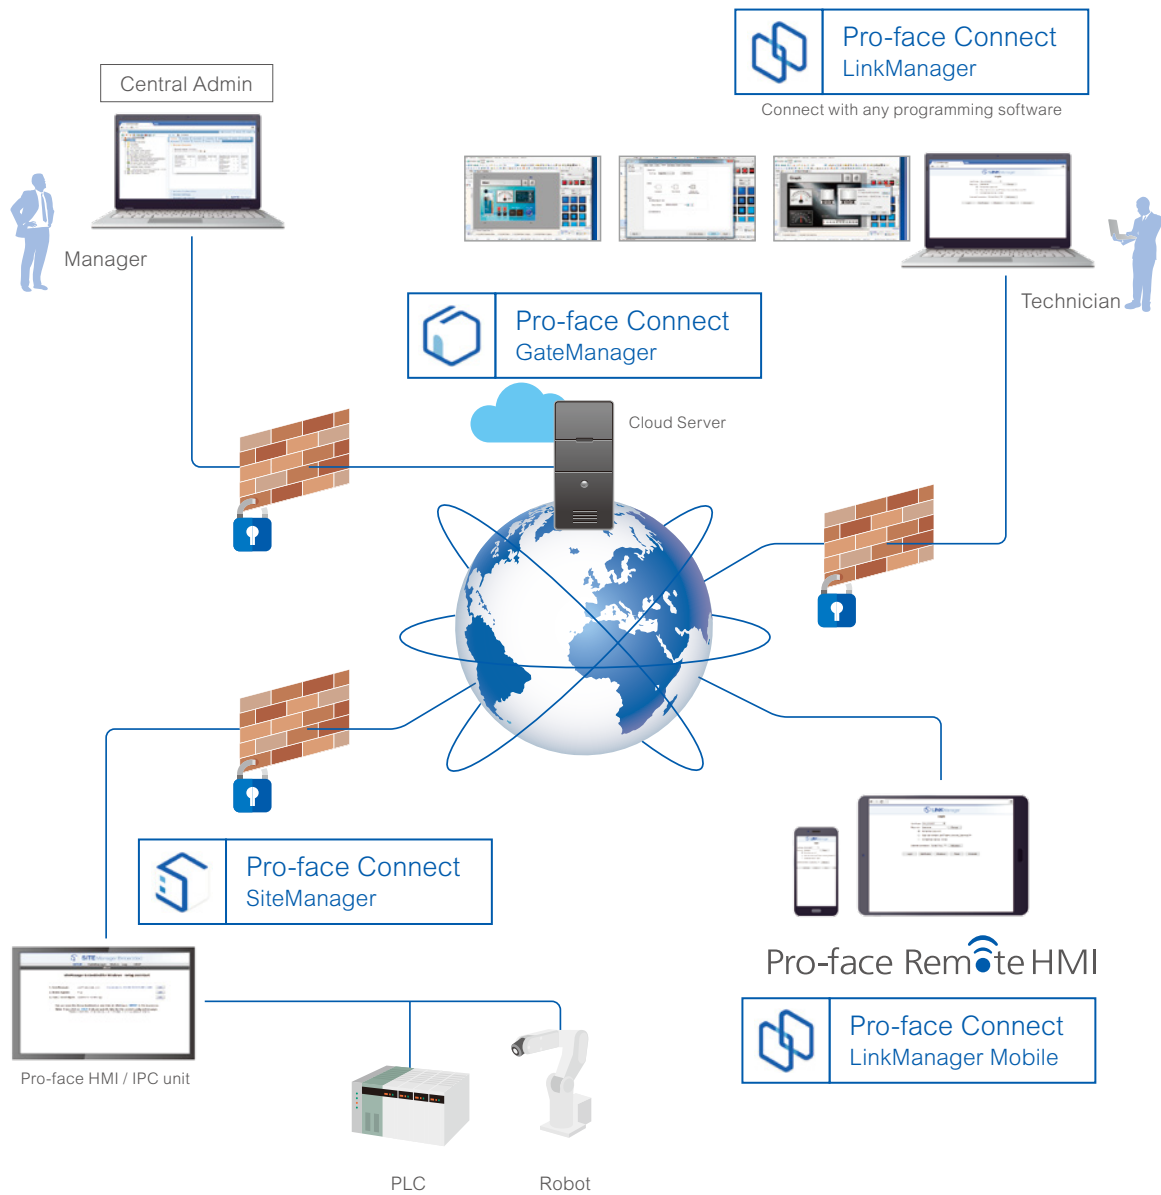 Pro-face Connect
LinkManager
Connect with any programming software
Central Admin
Manager
Technician
Pro-face Connect
GateManager
Cloud Server
Pro-face Connect
SiteManager
Pro-face HMI / IPC unit
PLC
Robot
Pro-face Remote HMI
Pro-face Connect
LinkManager Mobile